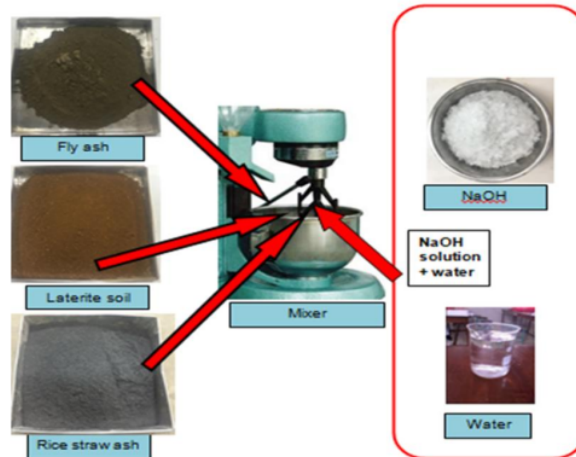 Fly ash
Laterite soil
Rice straw ash
Mixer
NaOH
NaOH
solution
+ water
Water